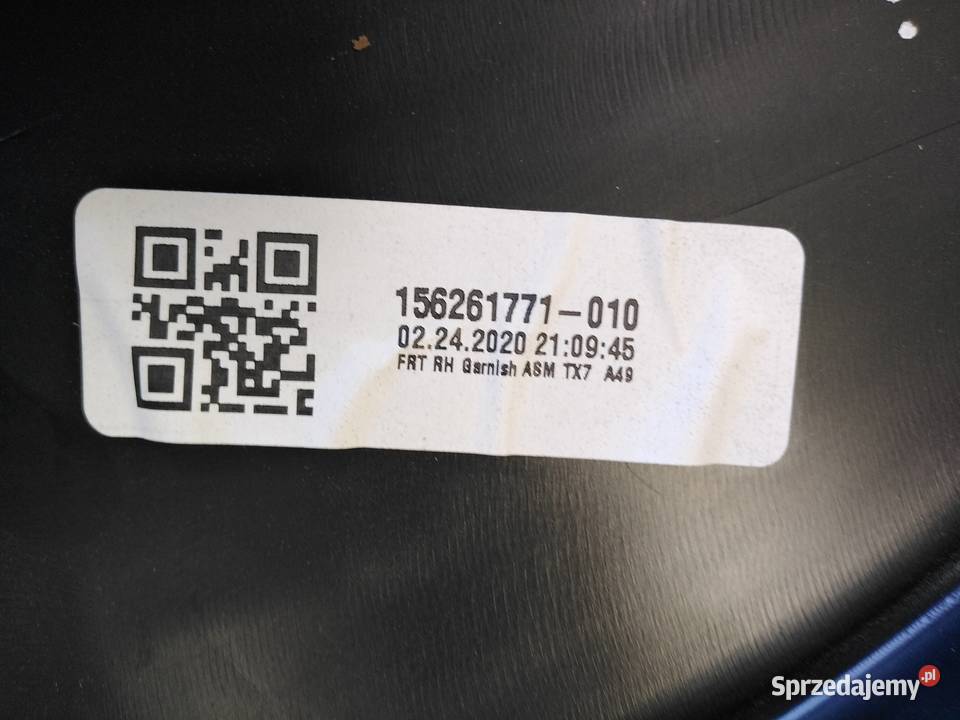 156261771-010
02.24.2020 21:09:45
FRT RH Garnish ASM TX7 A49
Sprzedajemy.pl